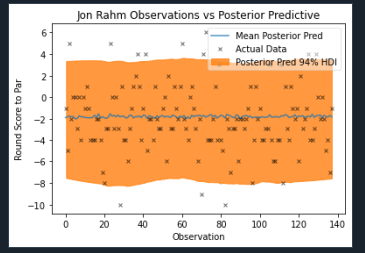 Jon Rahm Observations vs Posterior Predictive
Mean Posterior Pred
Actual Data
Posterior Pred 94% HDI
Round Score to Par
6
4
2
0
−2
−4
−6
−8
−10
0 20 40 60 80 100 120 140
Observation